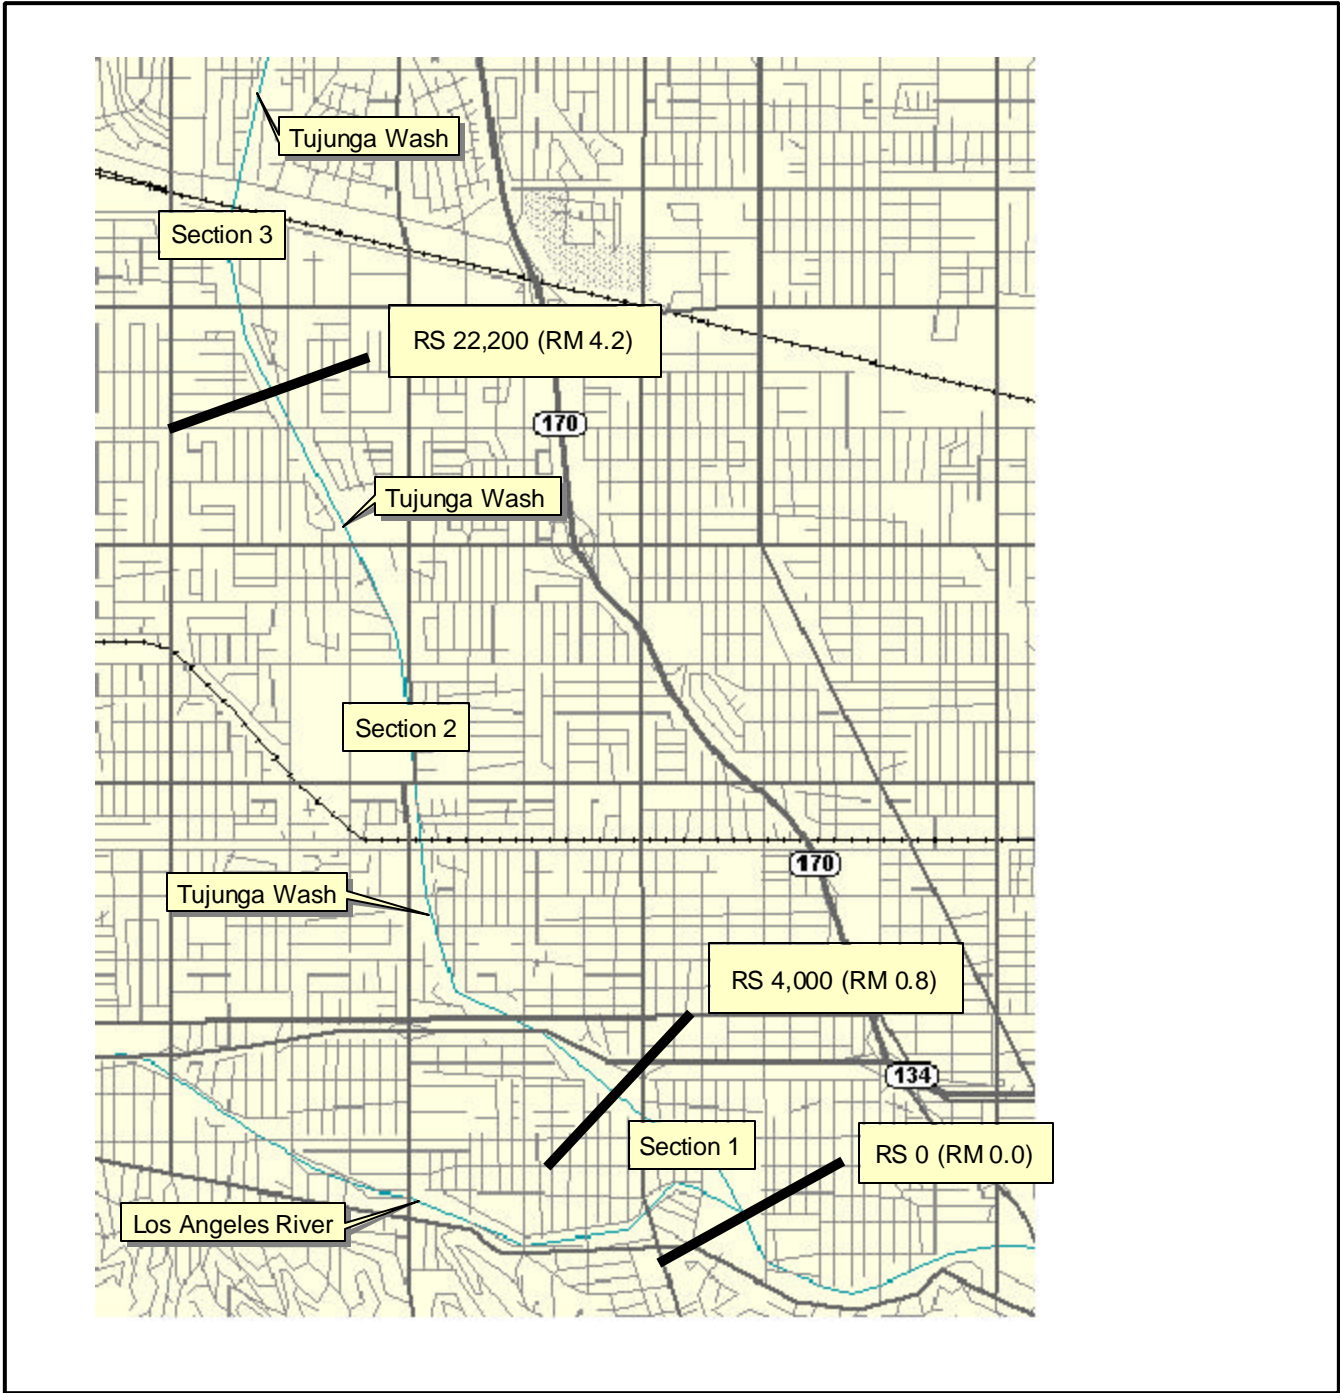 Tujunga Wash
Section 3
RS 22,200 (RM 4.2)
170
Tujunga Wash
Section 2
170
Tujunga Wash
RS 4,000 (RM 0.8)
134
Section 1
RS 0 (RM 0.0)
Los Angeles River